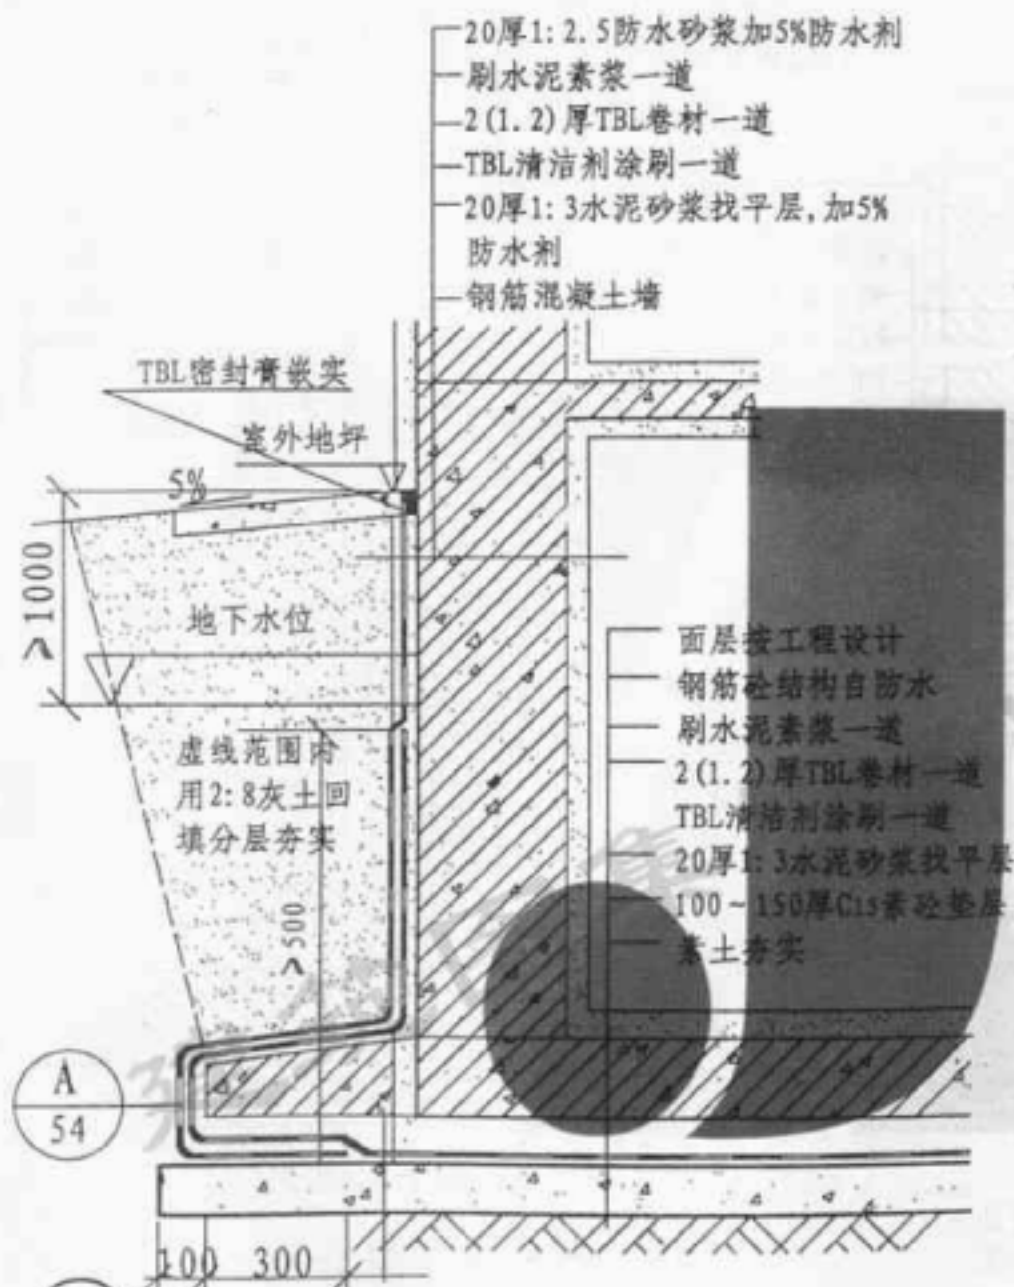 20厚1:2.5防水砂浆加5%防水剂
刷水泥素浆一道
2(1.2)厚TBL卷材一道
TBL清洁剂涂刷一道
20厚1:3水泥砂浆找平层,加5%
防水剂
钢筋混凝土墙
TBL密封膏嵌实
室外地坪
5%
>1000
地下水位
虚线范围内
用2:8灰土回
填分层夯实
>500
面层按工程设计
钢筋砼结构自防水
刷水泥素浆一道
2(1.2)厚TBL卷材一道
TBL清洁剂涂刷一道
20厚1:3水泥砂浆找平层
100~150厚C15素砼垫层
素土夯实
A
54
100 300